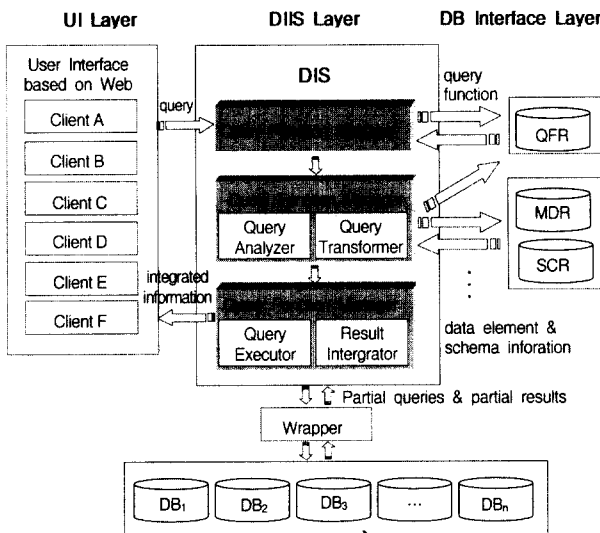 UI Layer
DIIS Layer
DB Interface Layer
User Interface
based on Web
Client A
Client B
Client C
Client D
Client E
Client F
query
integrated
information
DIS
Query
Analyzer
Query
Transformer
Query
Executor
Result
Intergrator
query
function
QFR
MDR
SCR
data element &
schema inforation
Partial queries & partial results
Wrapper
DB₁
DB₂
DB₃
...
DBₙ